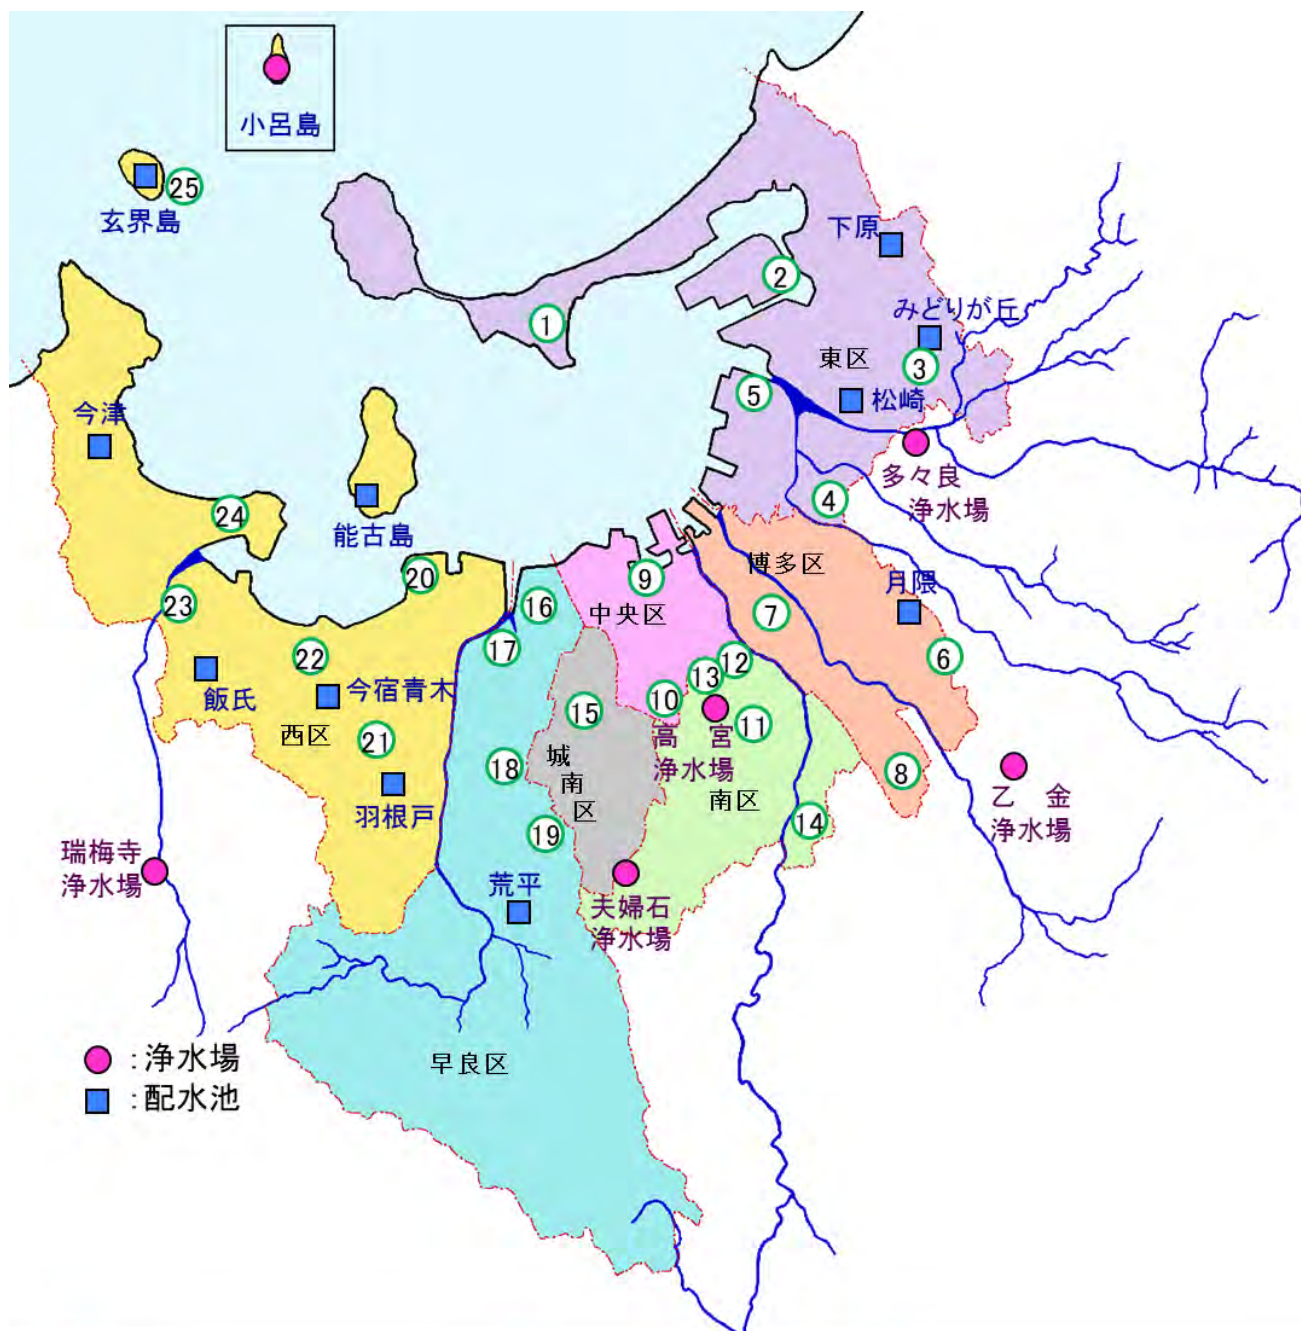 小呂島
25
玄界島
下原
2
1
みどりが丘
東区
3
5
松崎
今津
多々良
浄水場
4
24
能古島
博多区
20
9
中央区
月隈
23
16
7
17
22
12
6
飯氏
今宿青木
13
10
15
11
高 宮
浄水場
西区
21
城
南
区
18
8
乙 金
浄水場
羽根戸
南区
14
19
瑞梅寺
浄水場
荒平
夫婦石
浄水場
早良区
:浄水場
:配水池